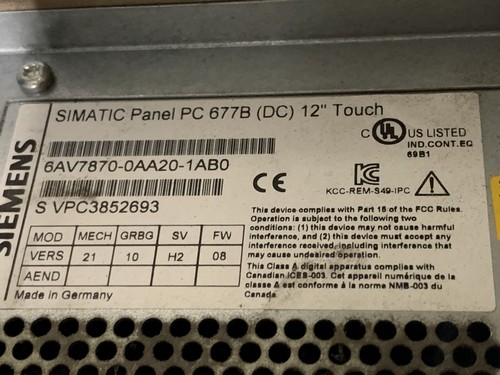 SIEMENS
SIMATIC Panel PC 677B (DC) 12" Touch
C UL US LISTED
IND.CONT.EQ
69B1
6AV7870-0AA20-1AB0
S VPC3852693
CE
KCC-REM-S49-IPC
MOD MECH GRBG SV FW
VERS 21 10 H2 08
AEND
Made in Germany
This device complies with Part 15 of the FCC Rules.
Operation is subject to the following two
conditions: (1) this device may not cause harmful
interference, and (2) this device must accept any
interference received, including interference that
may cause undesired operation.
This Class A digital apparatus complies with
Canadian ICES-003. Cet appareil numérique de la
classe A est conforme à la norme NMB-003 du
Canada.